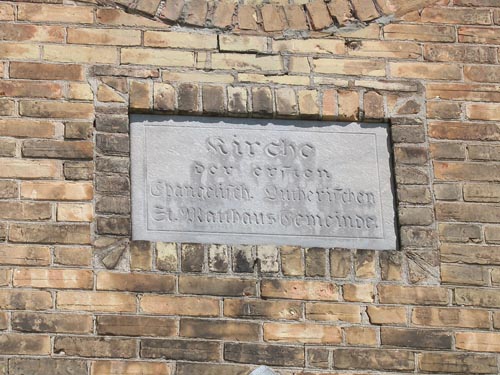 Kirche
der ersten
Evangelisch. Lutherischen
St. Matthäus Gemeinde.